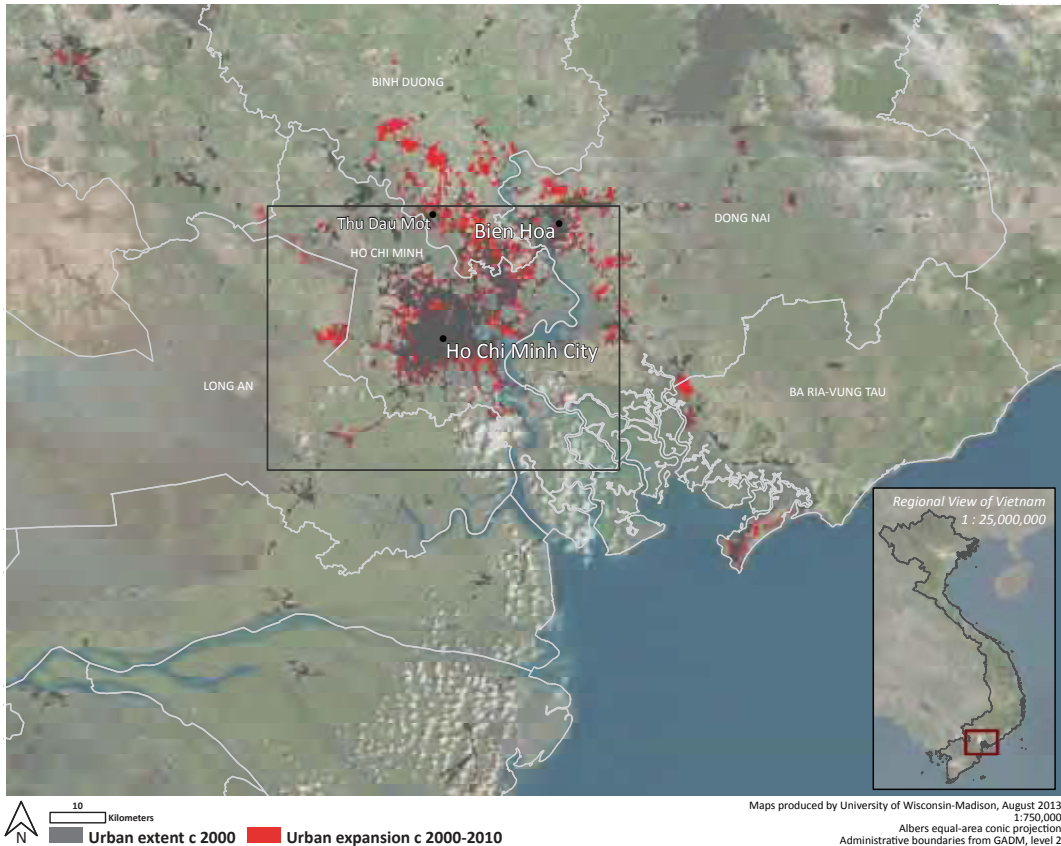 BINH DUONG
Thu Dau Mot
Bien Hoa
DONG NAI
HO CHI MINH
Ho Chi Minh City
LONG AN
BA RIA-VUNG TAU
Regional View of Vietnam
1 : 25,000,000
10
Kilometers
N
Urban extent c 2000
Urban expansion c 2000-2010
Maps produced by University of Wisconsin-Madison, August 2013
1:750,000
Albers equal-area conic projection
Administrative boundaries from GADM, level 2